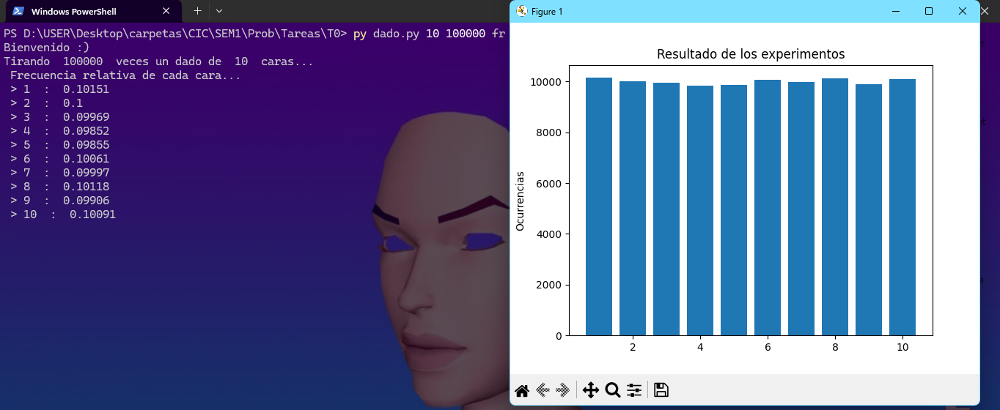 Windows PowerShell
PS D:\USER\Desktop\carpetas\CIC\SEM1\Prob\Tareas\T0> py dado.py 10 100000 fr
Bienvenido :)
Tirando  100000  veces un dado de  10  caras...
 Frecuencia relativa de cada cara...
 > 1  :  0.10151
 > 2  :  0.1
 > 3  :  0.09969
 > 4  :  0.09852
 > 5  :  0.09855
 > 6  :  0.10061
 > 7  :  0.09997
 > 8  :  0.10118
 > 9  :  0.09906
 > 10  :  0.10091
Figure 1
Resultado de los experimentos
Ocurrencias
10000
8000
6000
4000
2000
0
2 4 6 8 10